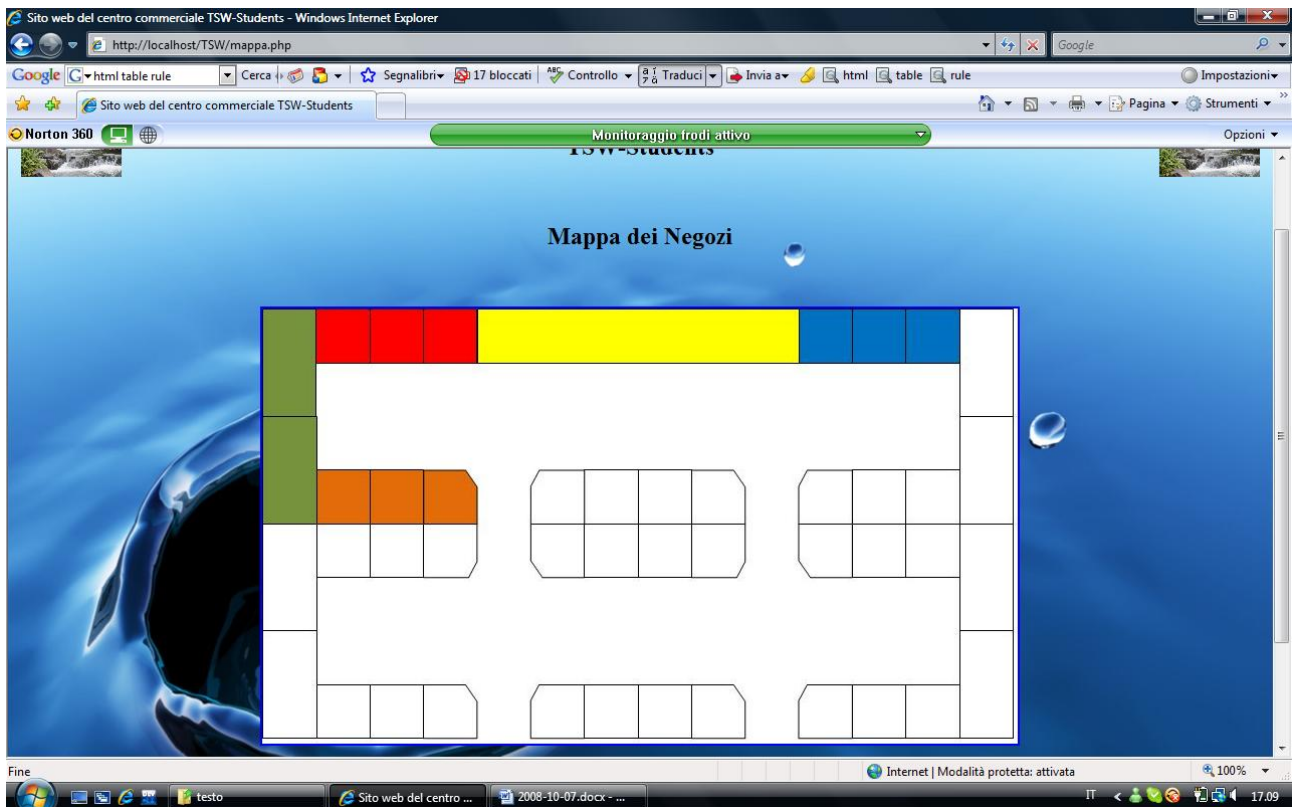 Sito web del centro commerciale TSW-Students - Windows Internet Explorer
http://localhost/TSW/mappa.php
Google
Google G html table rule Cerca Segnalibri 17 bloccati ABC Controllo Traduci Invia a html table rule Impostazioni
Sito web del centro commerciale TSW-Students Pagina Strumenti
Norton 360 Monitoraggio frodi attivo Opzioni
TSW-Students
Mappa dei Negozi
Fine Internet | Modalità protetta: attivata 100%
testo Sito web del centro ... 2008-10-07.docx - ... IT 17.09